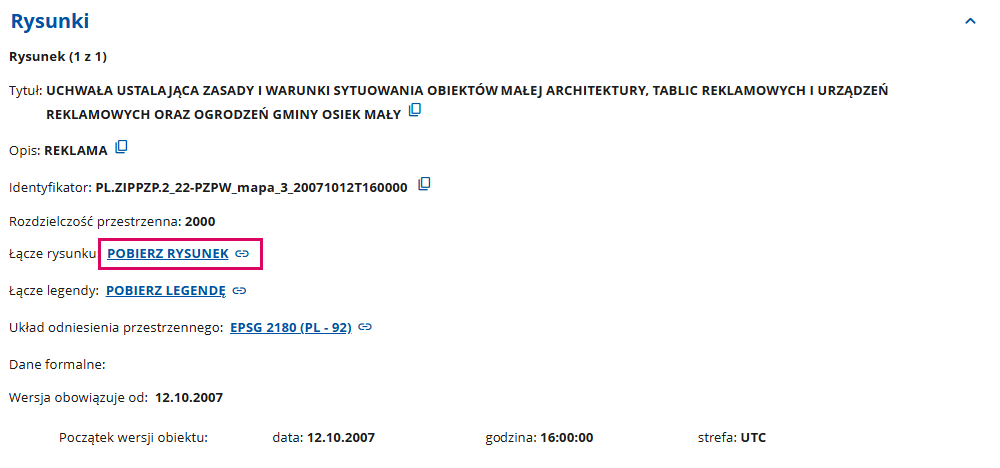 Rysunki
Rysunek (1 z 1)
Tytuł: UCHWAŁA USTALAJĄCA ZASADY I WARUNKI SYTUOWANIA OBIEKTÓW MAŁEJ ARCHITEKTURY, TABLIC REKLAMOWYCH I URZĄDZEŃ
REKLAMOWYCH ORAZ OGRODZEŃ GMINY OSIEK MAŁY
Opis: REKLAMA
Identyfikator: PL.ZIPPZP.2_22-PZPW_mapa_3_20071012T160000
Rozdzielczość przestrzenna: 2000
Łącze rysunku POBIERZ RYSUNEK
Łącze legendy: POBIERZ LEGENDĘ
Układ odniesienia przestrzennego: EPSG 2180 (PL - 92)
Dane formalne:
Wersja obowiązuje od: 12.10.2007
Początek wersji obiektu: data: 12.10.2007 godzina: 16:00:00 strefa: UTC